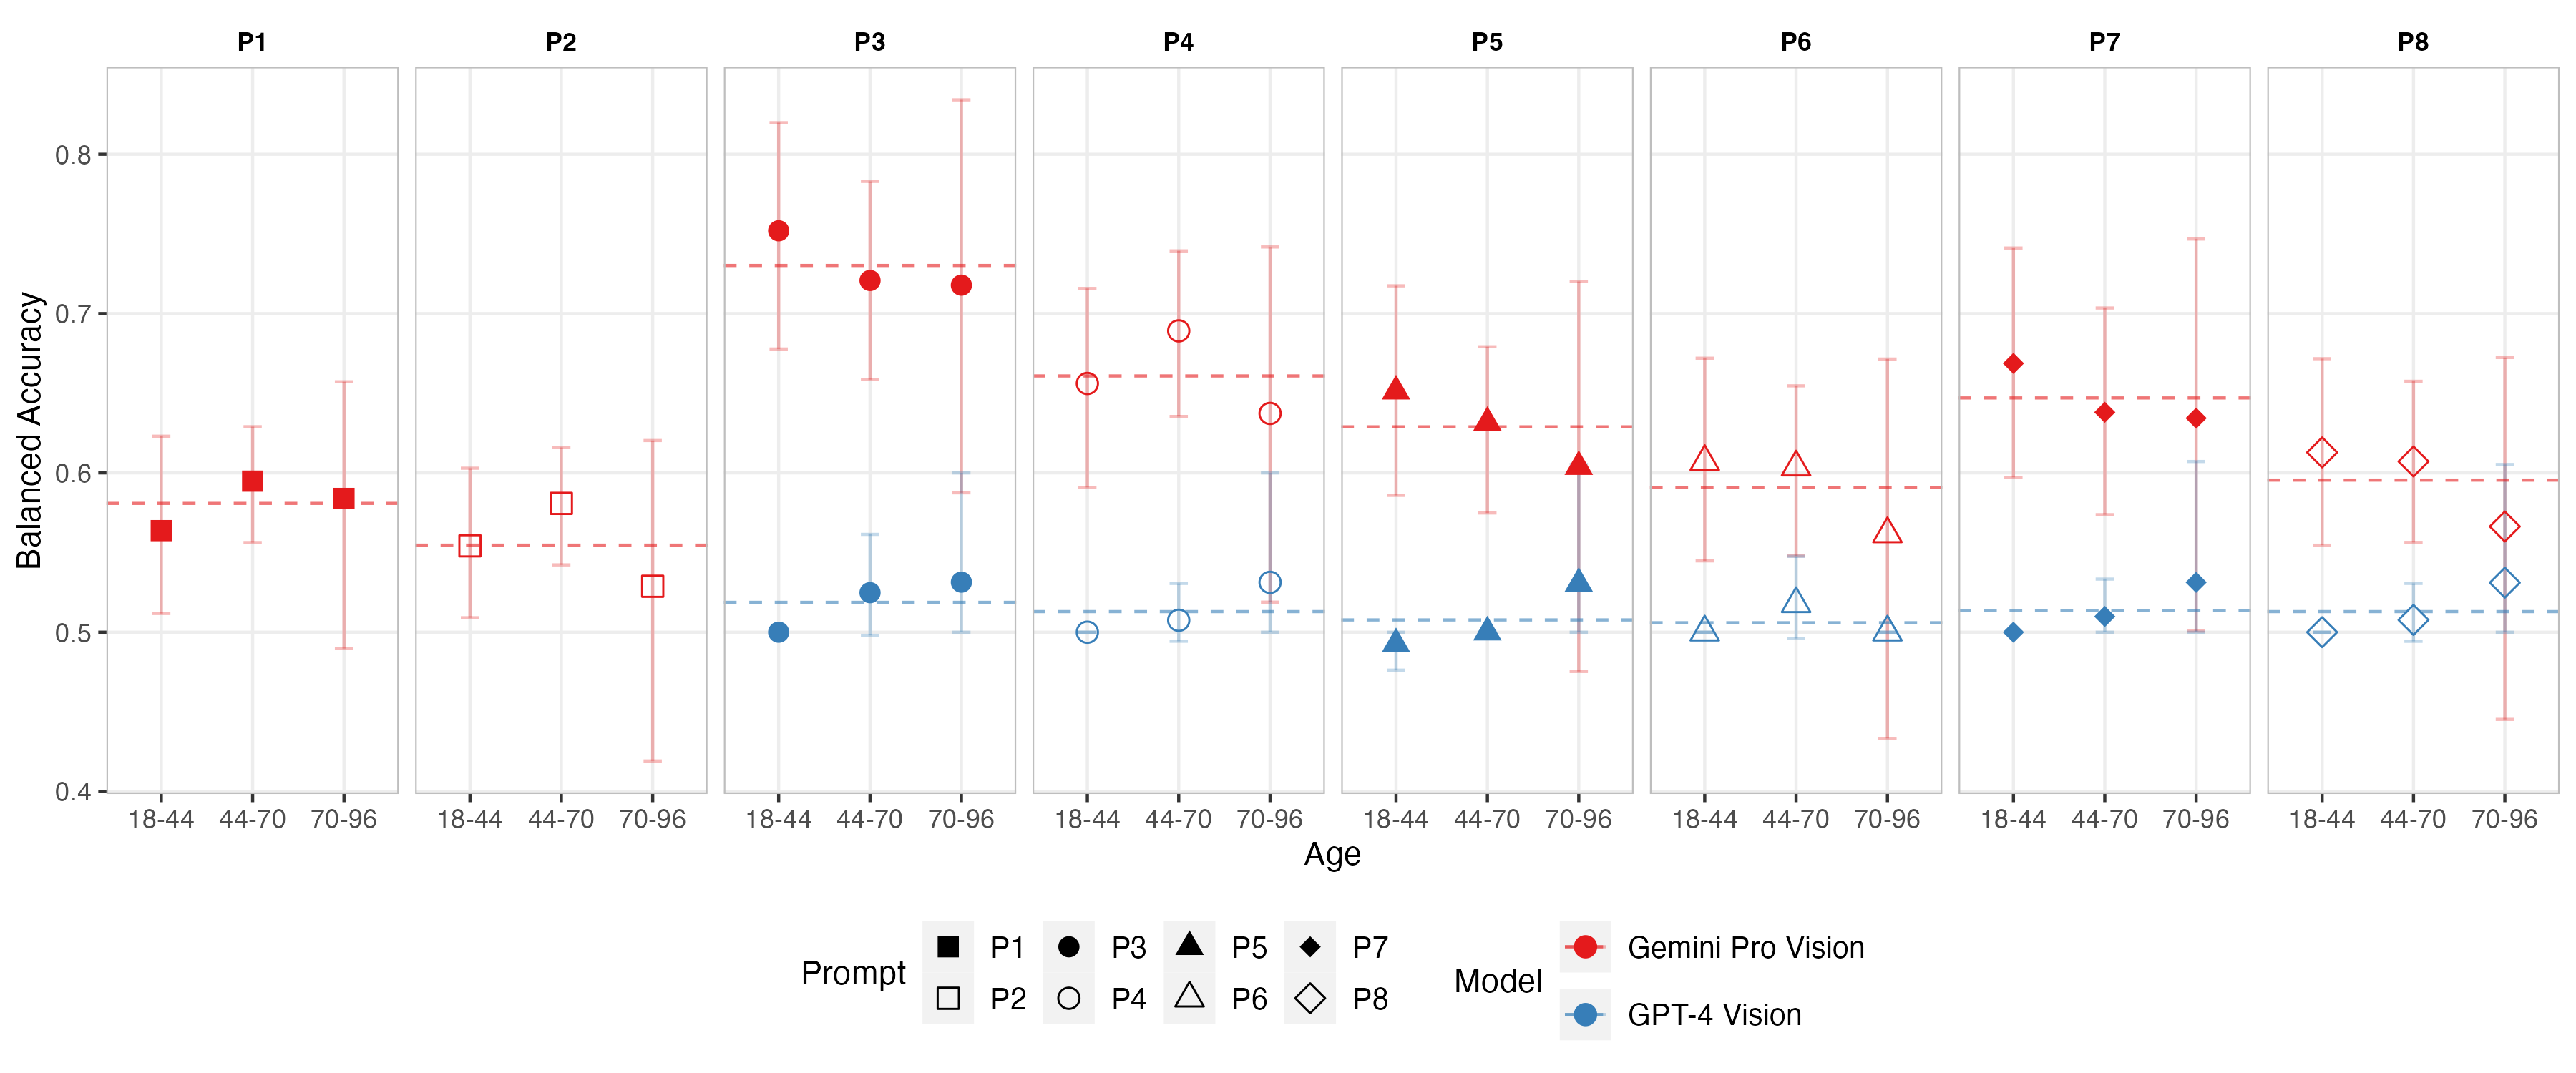 P1 P2 P3 P4 P5 P6 P7 P8
Balanced Accuracy
0.8
0.7
0.6
0.5
0.4
18-44 44-70 70-96 18-44 44-70 70-96 18-44 44-70 70-96 18-44 44-70 70-96 18-44 44-70 70-96 18-44 44-70 70-96 18-44 44-70 70-96 18-44 44-70 70-96
Age
Prompt
P1 P3 P5 P7
P2 P4 P6 P8
Model
Gemini Pro Vision
GPT-4 Vision